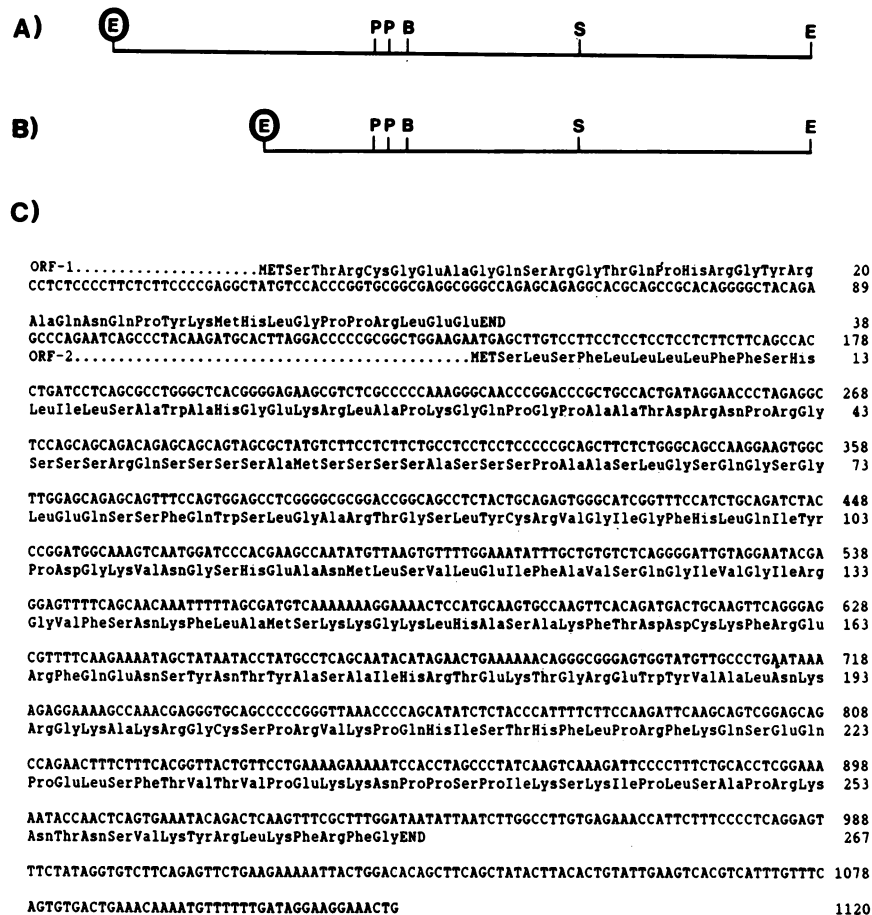 A) E P P B S E
B) E P P B S E
C)
ORF-1.....................METSerThrArgCysGlyGluAlaGlyGlnSerArgGlyThrGlnProHisArgGlyTyrArg 20
CCTCTCCCCTTCTCTTCCCCGAGGCTATGTCCACCCGGTGCGGCGAGGCGGGCCAGAGCAGAGGCACGCAGCCGCACAGGGGCTACAGA 89
AlaGlnAsnGlnProTyrLysMetHisLeuGlyProProArgLeuGluGluEND 38
GCCCAGAATCAGCCCTACAAGATGCACTTAGGACCCCCGCGGCTGGAAGAATGAGCTTGTCCTTCCTCCTCCTCCTCTTCTTCAGCCAC 178
ORF-2.............................................METSerLeuSerPheLeuLeuLeuLeuPhePheSerHis 13
CTGATCCTCAGCGCCTGGGCTCACGGGGAGAAGCGTCTCGCCCCCAAAGGGCAACCCGGACCCGCTGCCACTGATAGGAACCCTAGAGGC 268
LeuIleLeuSerAlaTrpAlaHisGlyGluLysArgLeuAlaProLysGlyGlnProGlyProAlaAlaThrAspArgAsnProArgGly 43
TCCAGCAGCAGACAGAGCAGCAGTAGCGCTATGTCTTCCTCTTCTGCCTCCTCCTCCCCCGCAGCTTCTCTGGGCAGCCAAGGAAGTGGC 358
SerSerSerArgGlnSerSerSerSerAlaMetSerSerSerSerAlaSerSerSerProAlaAlaSerLeuGlySerGlnGlySerGly 73
TTGGAGCAGAGCAGTTTCCAGTGGAGCCTCGGGGCGCGGACCGGCAGCCTCTACTGCAGAGTGGGCATCGGTTTCCATCTGCAGATCTAC 448
LeuGluGlnSerSerPheGlnTrpSerLeuGlyAlaArgThrGlySerLeuTyrCysArgValGlyIleGlyPheHisLeuGlnIleTyr 103
CCGGATGGCAAAGTCAATGGATCCCACGAAGCCAATATGTTAAGTGTTTTGGAAATATTTGCTGTGTCTCAGGGGATTGTAGGAATACGA 538
ProAspGlyLysValAsnGlySerHisGluAlaAsnMetLeuSerValLeuGluIlePheAlaValSerGlnGlyIleValGlyIleArg 133
GGAGTTTTCAGCAACAAATTTTTAGCGATGTCAAAAAAAGGAAAACTCCATGCAAGTGCCAAGTTCACAGATGACTGCAAGTTCAGGGAG 628
GlyValPheSerAsnLysPheLeuAlaMetSerLysLysGlyLysLeuHisAlaSerAlaLysPheThrAspAspCysLysPheArgGlu 163
CGTTTTCAAGAAAATAGCTATAATACCTATGCCTCAGCAATACATAGAACTGAAAAAACAGGGCGGGAGTGGTATGTTGCCCTGAATAAA 718
ArgPheGlnGluAsnSerTyrAsnThrTyrAlaSerAlaIleHisArgThrGluLysThrGlyArgGluTrpTyrValAlaLeuAsnLys 193
AGAGGAAAAGCCAAACGAGGGTGCAGCCCCCGGGTTAAACCCCAGCATATCTCTACCCATTTTCTTCCAAGATTCAAGCAGTCGGAGCAG 808
ArgGlyLysAlaLysArgGlyCysSerProArgValLysProGlnHisIleSerThrHisPheLeuProArgPheLysGlnSerGluGln 223
CCAGAACTTTCTTTCACGGTTACTGTTCCTGAAAAGAAAAATCCACCTAGCCCTATCAAGTCAAAGATTCCCCTTTCTGCACCTCGGAAA 898
ProGluLeuSerPheThrValThrValProGluLysLysAsnProProSerProIleLysSerLysIleProLeuSerAlaProArgLys 253
AATACCAACTCAGTGAAATACAGACTCAAGTTTCGCTTTGGATAATATTAATCTTGGCCTTGTGAGAAACCATTCTTTCCCCTCAGGAGT 988
AsnThrAsnSerValLysTyrArgLeuLysPheArgPheGlyEND 267
TTCTATAGGTGTCTTCAGAGTTCTGAAGAAAAATTACTGGACACAGCTTCAGCTATACTTACACTGTATTGAAGTCACGTCATTTGTTTC 1078
AGTGTGACTGAAACAAAATGTTTTTTGATAGGAAGGAAACTG 1120